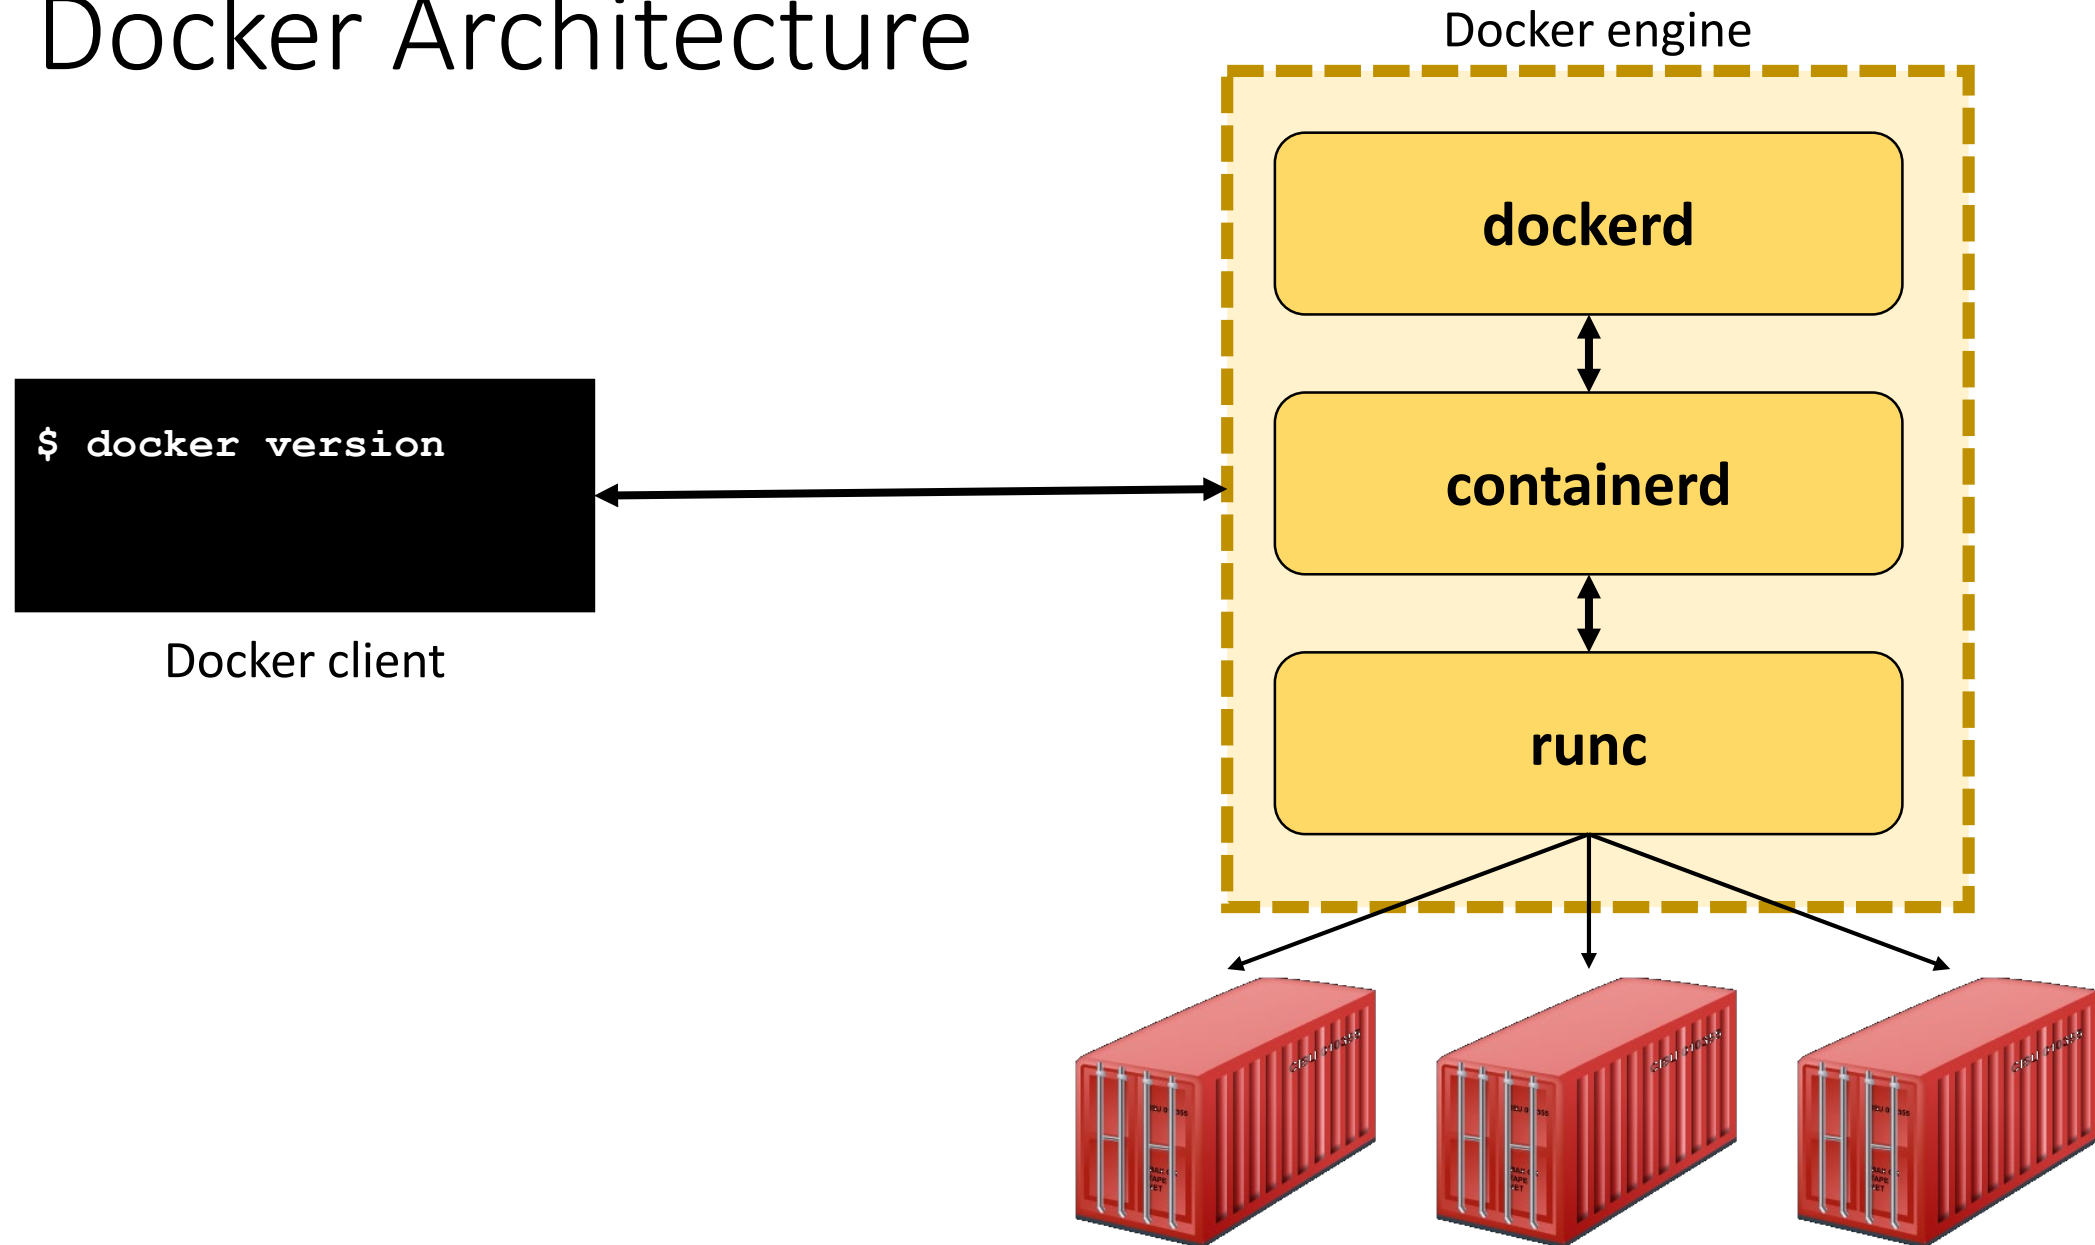 Docker Architecture
Docker engine
dockerd
$ docker version
containerd
Docker client
runc